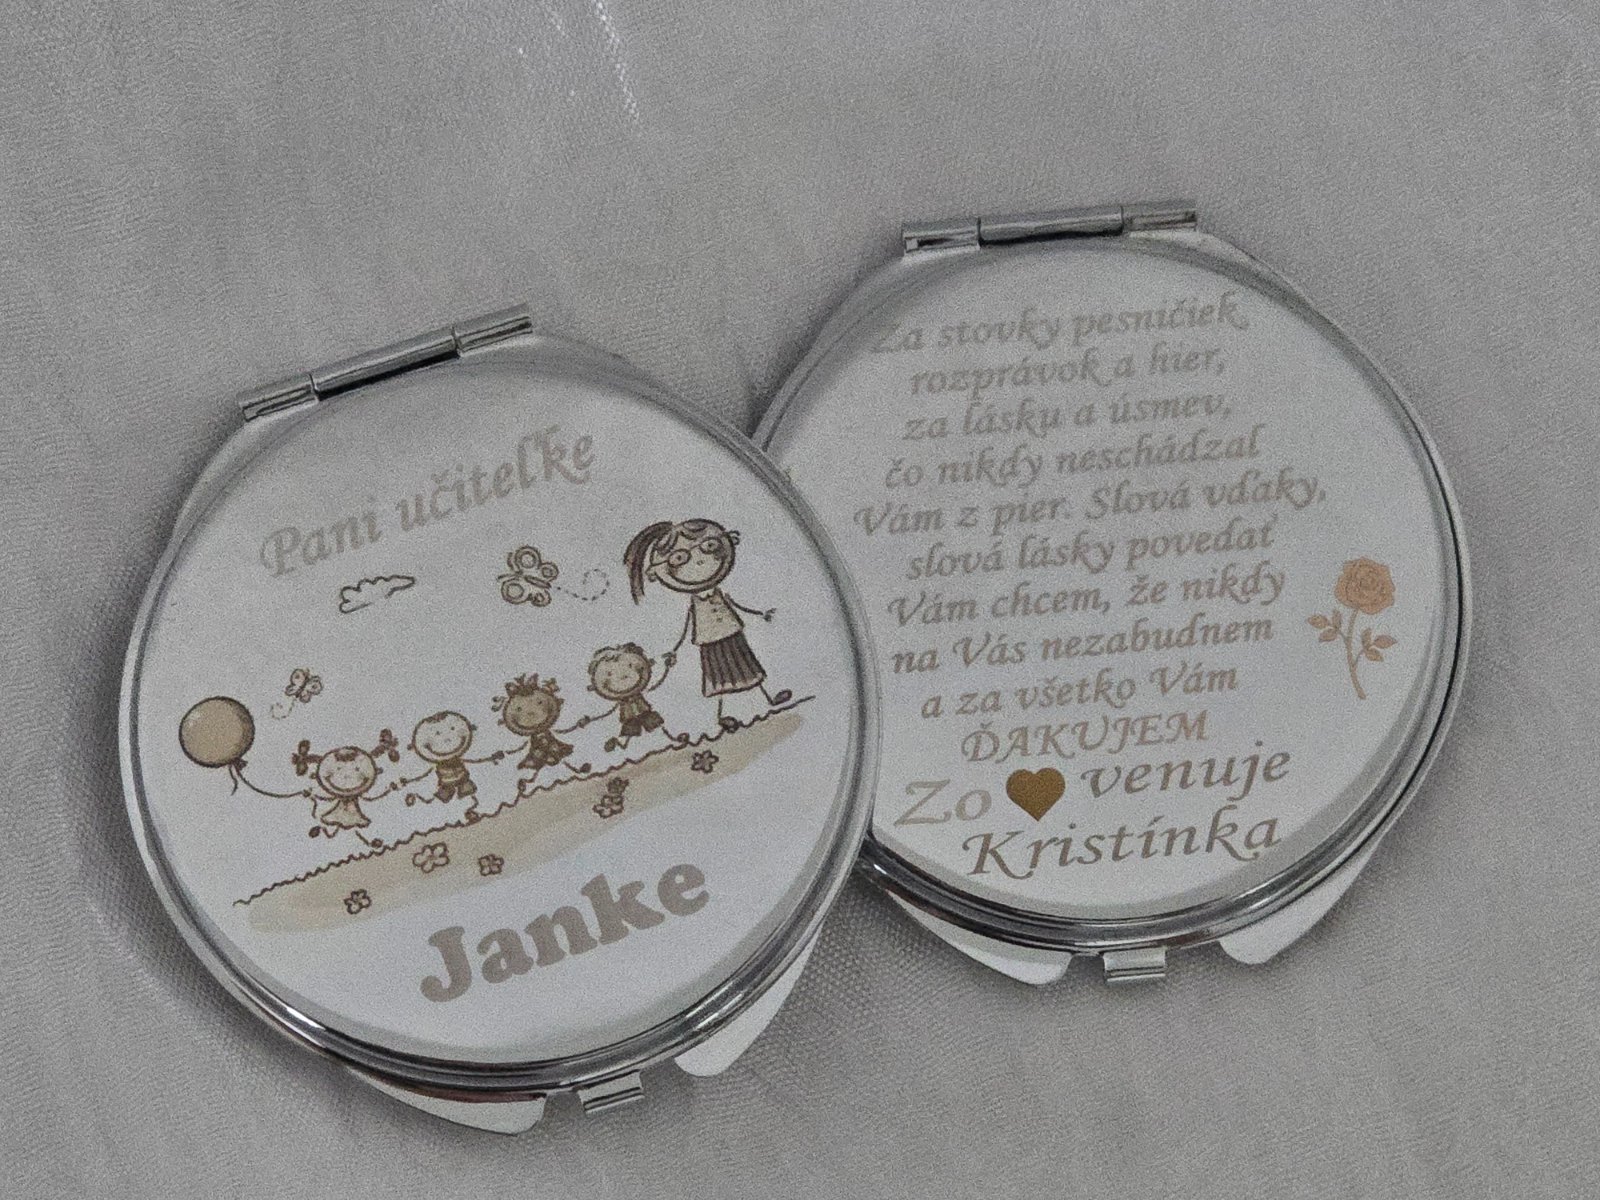 Pani učiteľke
Janke
Za stovky pesničiek,
rozprávok a hier,
za lásku a úsmev,
čo nikdy neschádzal
Vám z pier. Slová vďaky,
slová lásky povedať
Vám chcem, že nikdy
na Vás nezabudnem
a za všetko Vám
ĎAKUJEM
Zo venuje
Kristínka